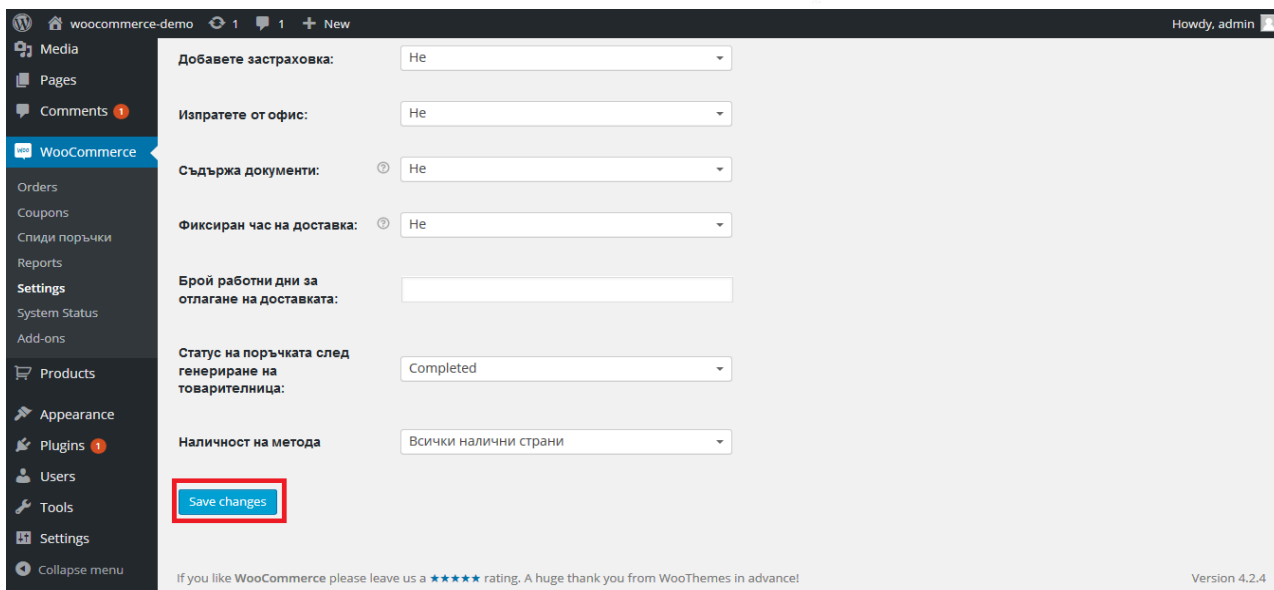 woocommerce-demo 1 1 + New Howdy, admin
Media
Pages
Comments 1
woo WooCommerce
Orders
Coupons
Спиди поръчки
Reports
Settings
System Status
Add-ons
Products
Appearance
Plugins 1
Users
Tools
Settings
Collapse menu
Добавете застраховка: Не
Изпратете от офис: Не
Съдържа документи: ? Не
Фиксиран час на доставка: ? Не
Брой работни дни за
отлагане на доставката:
Статус на поръчката след
генериране на
товарителница:
Completed
Наличност на метода Всички налични страни
Save changes
If you like WooCommerce please leave us a ★★★★★ rating. A huge thank you from WooThemes in advance! Version 4.2.4